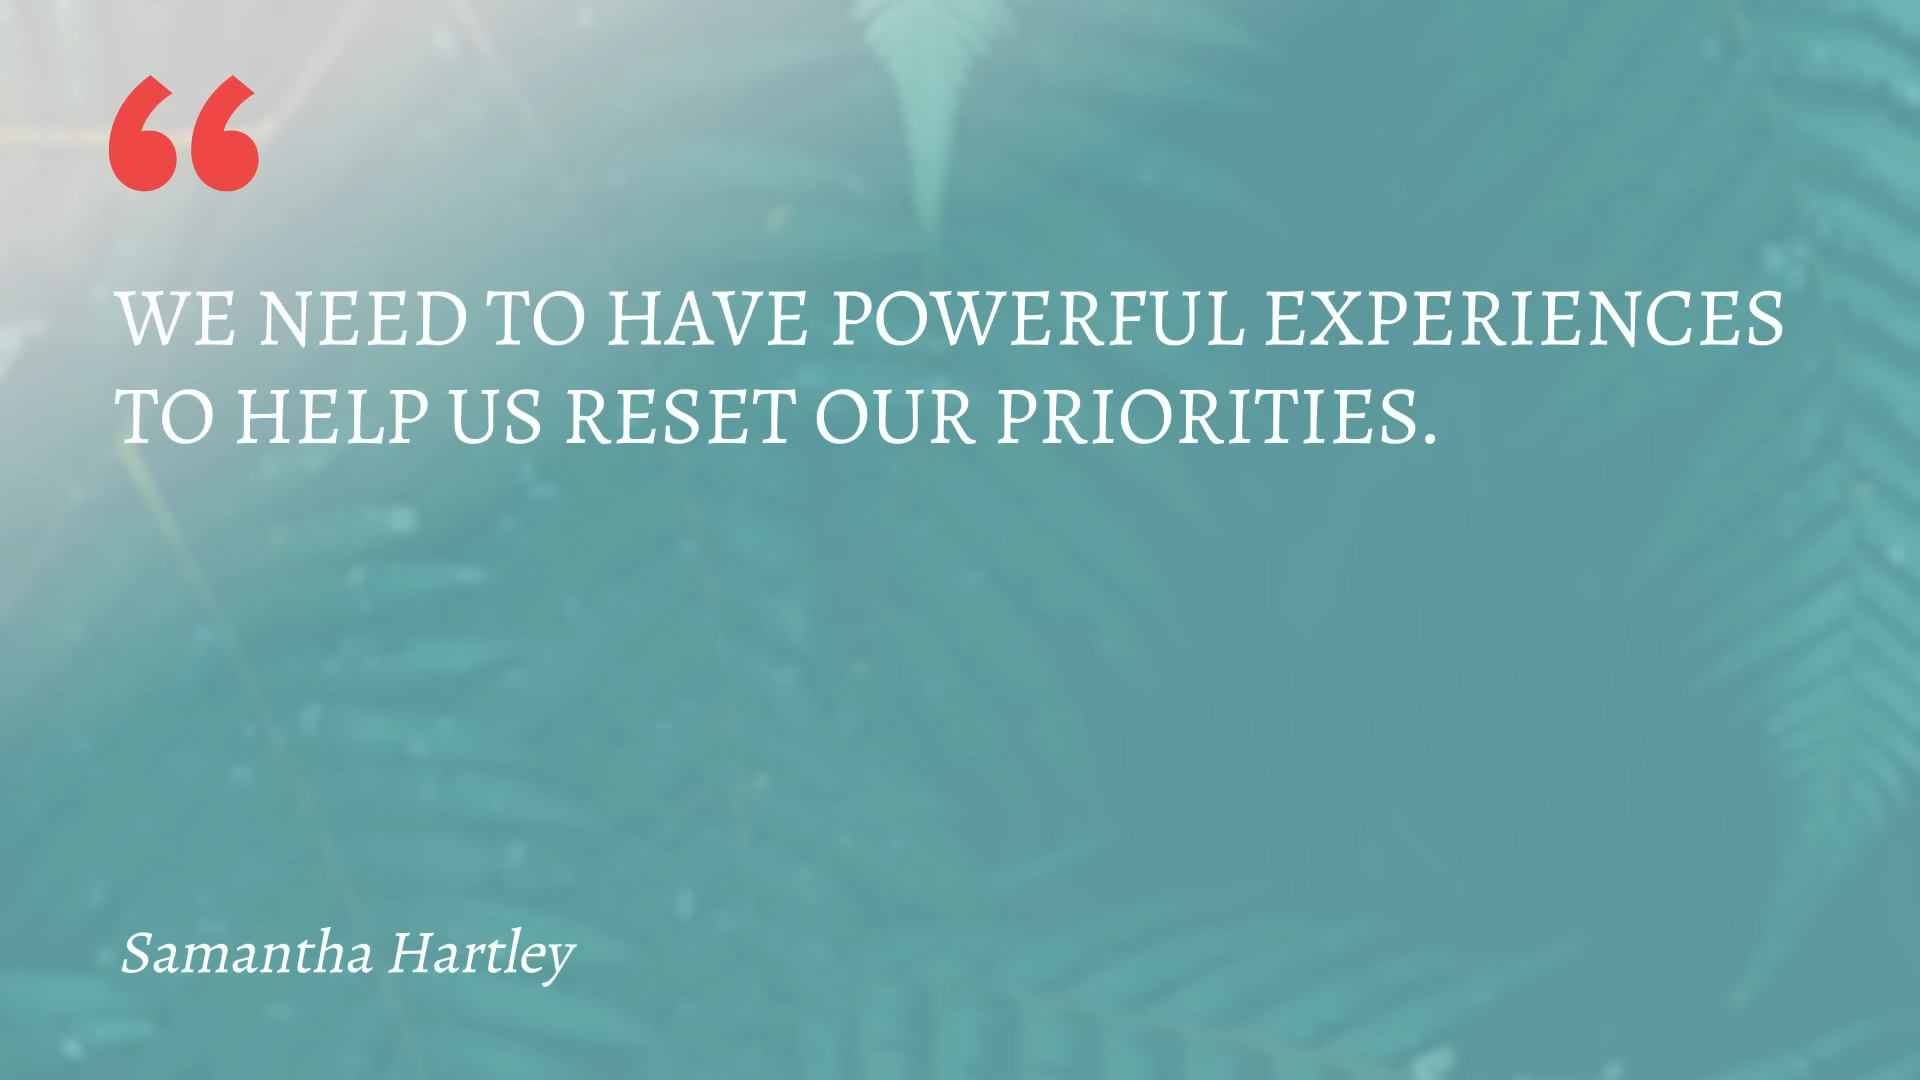 “
WE NEED TO HAVE POWERFUL EXPERIENCES
TO HELP US RESET OUR PRIORITIES.
Samantha Hartley